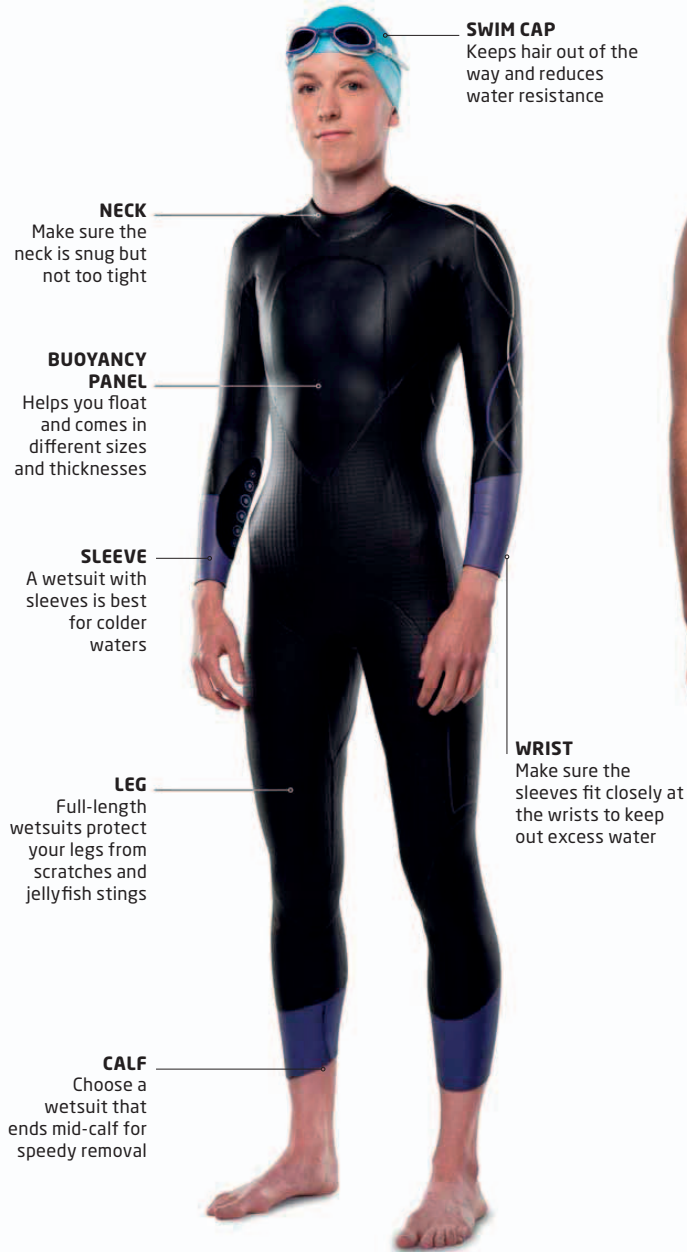 SWIM CAP
Keeps hair out of the
way and reduces
water resistance
NECK
Make sure the
neck is snug but
not too tight
BUOYANCY
PANEL
Helps you float
and comes in
different sizes
and thicknesses
SLEEVE
A wetsuit with
sleeves is best
for colder
waters
WRIST
Make sure the
sleeves fit closely at
the wrists to keep
out excess water
LEG
Full-length
wetsuits protect
your legs from
scratches and
jellyfish stings
CALF
Choose a
wetsuit that
ends mid-calf for
speedy removal